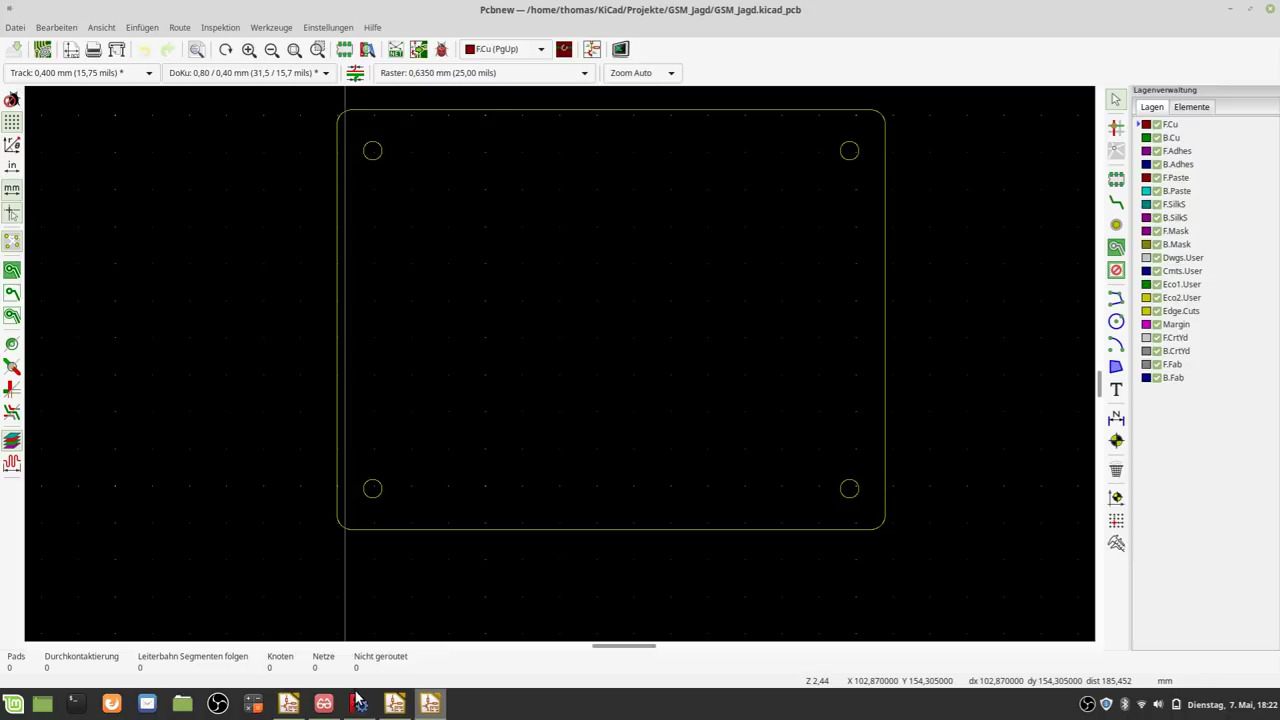 Pcbnew — /home/thomas/KiCad/Projekte/GSM_Jagd/GSM_Jagd.kicad_pcb
Datei Bearbeiten Ansicht Einfügen Route Inspektion Werkzeuge Einstellungen Hilfe
NET F.Cu (PgUp)
Track: 0,400 mm (15,75 mils) * DoKu: 0,80 / 0,40 mm (31,5 / 15,7 mils) * Raster: 0,6350 mm (25,00 mils) Zoom Auto
Lagenverwaltung
Lagen Elemente
F.Cu
B.Cu
F.Adhes
in
B.Adhes
F.Paste
mm
B.Paste
F.SilkS
B.SilkS
F.Mask
B.Mask
Dwgs.User
Cmts.User
Eco1.User
Eco2.User
Edge.Cuts
Margin
F.CrtYd
B.CrtYd
F.Fab
B.Fab
T
N
Pads Durchkontaktierung Leiterbahn Segmenten folgen Knoten Netze Nicht geroutet
0 0 0 0 0 0
Z 2,44 X 102,870000 Y 154,305000 dx 102,870000 dy 154,305000 dist 185,452 mm
Dienstag, 7. Mai, 18:22